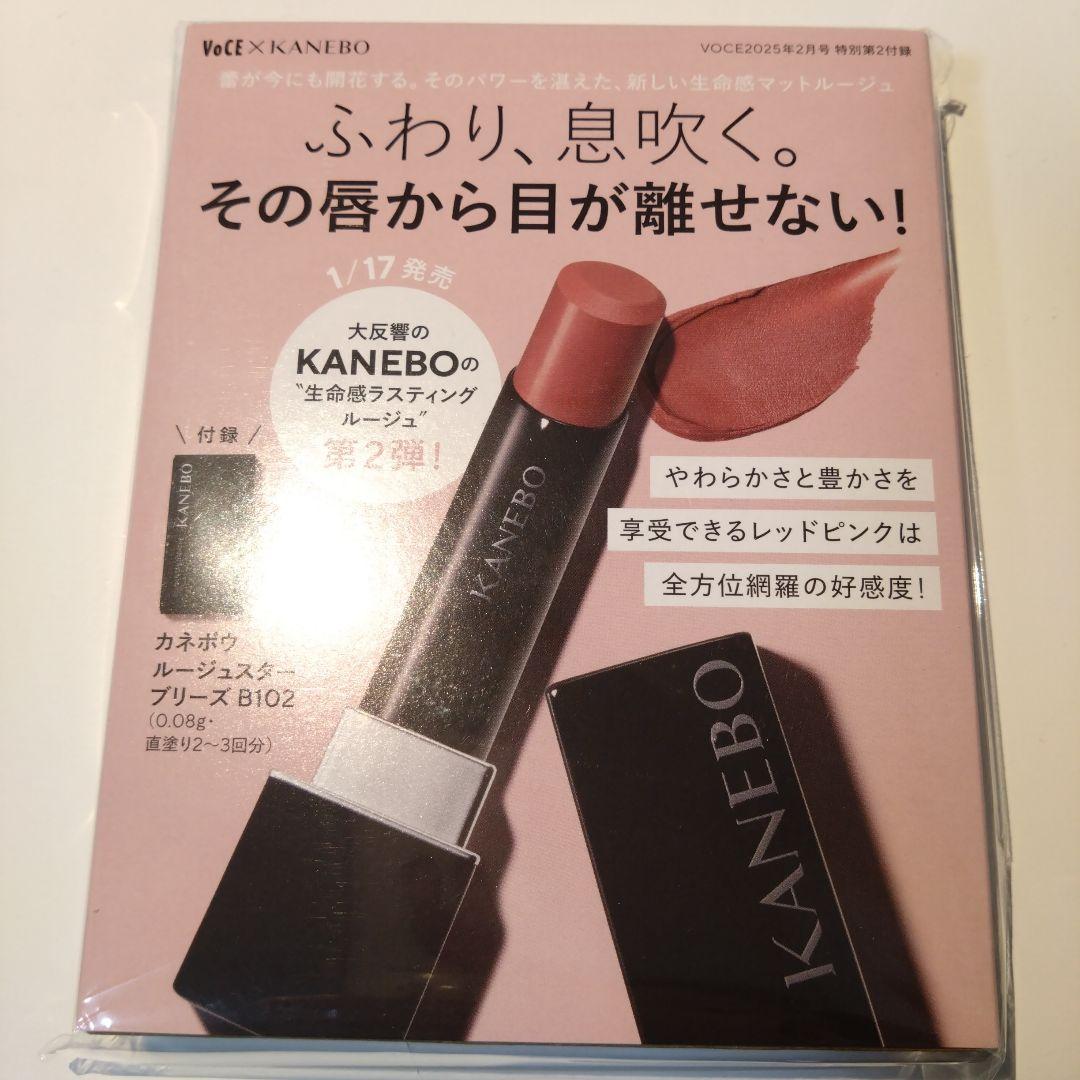 VOCE×KANEBO
VOCE2025年2月号 特別第2付録
蕾が今にも開花する。そのパワーを湛えた、新しい生命感マットルージュ
ふわり、息吹く。
その唇から目が離せない!
1/17発売
大反響の
KANEBOの
“生命感ラスティング
ルージュ”
第2弾!
\ 付録 /
KANEBO
カネボウ
ルージュスター
ブリーズ B102
(0.08g・
直塗り2〜3回分)
KANEBO
やわらかさと豊かさを
享受できるレッドピンクは
全方位網羅の好感度!
KANEBO